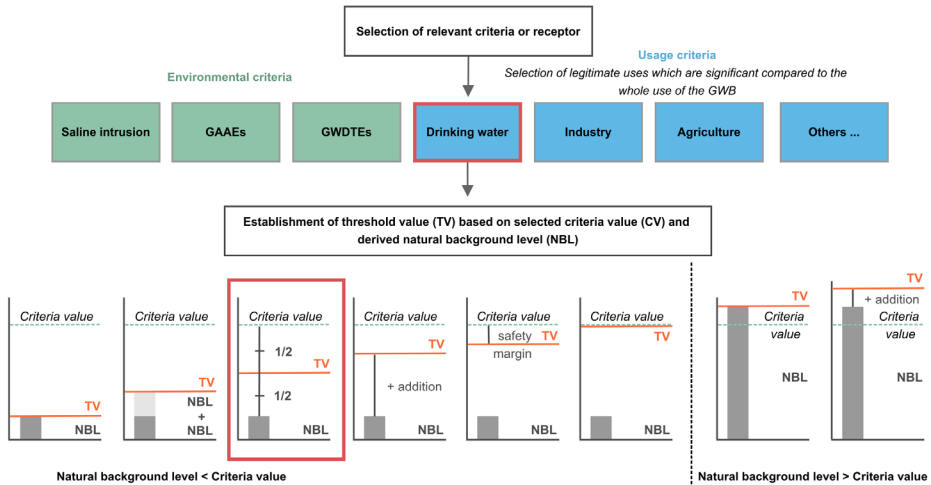 Selection of relevant criteria or receptor
Usage criteria
Environmental criteria
Selection of legitimate uses which are significant compared to the
whole use of the GWB
Saline intrusion
GAAEs
GWDTEs
Drinking water
Industry
Agriculture
Others ...
Establishment of threshold value (TV) based on selected criteria value (CV) and
derived natural background level (NBL)
Criteria value
TV
NBL
Criteria value
TV
NBL
+
NBL
Criteria value
1/2
TV
1/2
NBL
Criteria value
TV
+ addition
NBL
Criteria value
safety
TV
margin
NBL
Criteria value
TV
NBL
TV
Criteria
value
NBL
TV
+ addition
Criteria
value
NBL
Natural background level < Criteria value
Natural background level > Criteria value